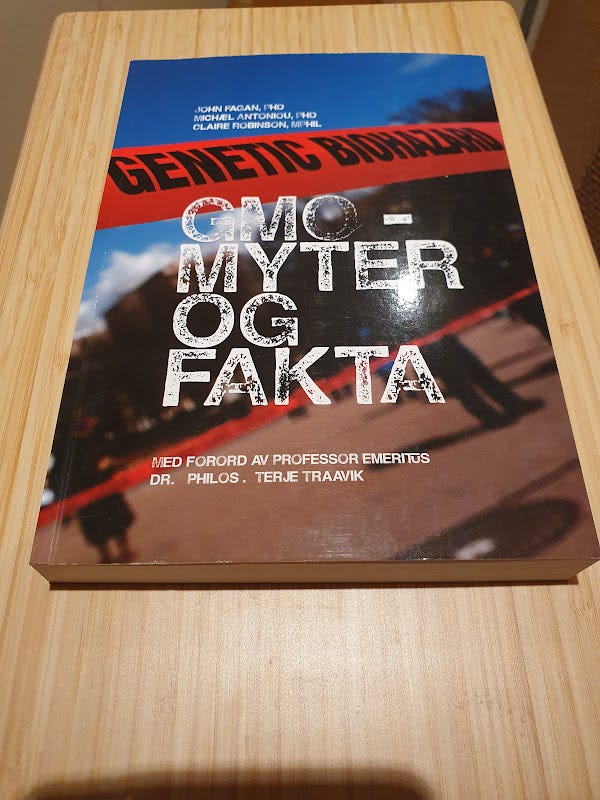 JOHN FAGAN, PHD
MICHAEL ANTONIOU, PHD
CLAIRE ROBINSON, MPHIL
GENETIC BIOHAZARD
GMO -
MYTER
OG
FAKTA
MED FORORD AV PROFESSOR EMERITUS
DR. PHILOS. TERJE TRAAVIK